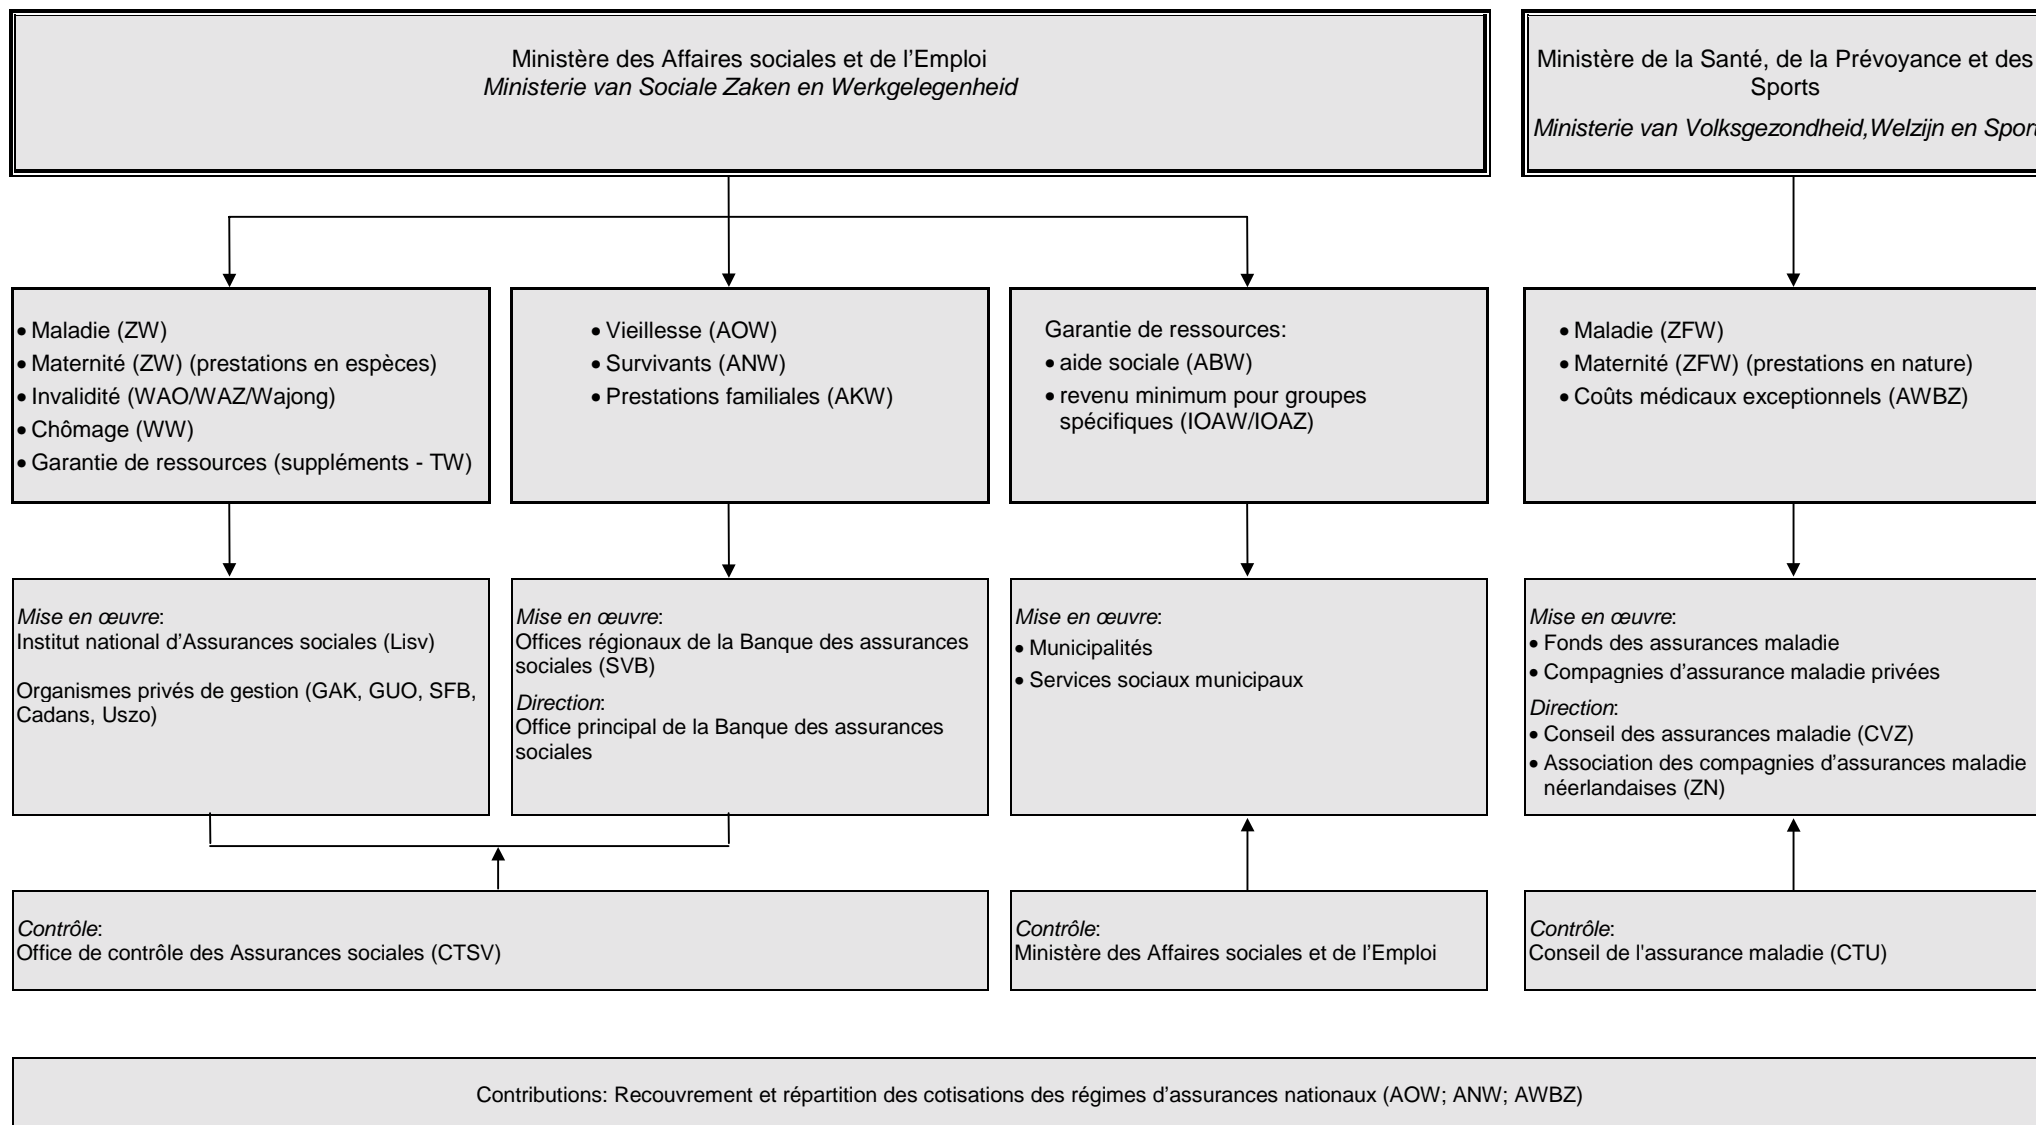 Ministère des Affaires sociales et de l'Emploi
Ministerie van Sociale Zaken en Werkgelegenheid
Ministère de la Santé, de la Prévoyance et des
Sports
Ministerie van Volksgezondheid, Welzijn en Sport
• Maladie (ZW)
• Maternité (ZW) (prestations en espèces)
• Invalidité (WAO/WAZ/Wajong)
• Chômage (WW)
• Garantie de ressources (suppléments - TW)
• Vieillesse (AOW)
• Survivants (ANW)
• Prestations familiales (AKW)
Garantie de ressources:
• aide sociale (ABW)
• revenu minimum pour groupes
spécifiques (IOAW/IOAZ)
• Maladie (ZFW)
• Maternité (ZFW) (prestations en nature)
• Coûts médicaux exceptionnels (AWBZ)
Mise en œuvre:
Institut national d'Assurances sociales (Lisv)
Organismes privés de gestion (GAK, GUO, SFB,
Cadans, Uszo)
Mise en œuvre:
Offices régionaux de la Banque des assurances
sociales (SVB)
Direction:
Office principal de la Banque des assurances
sociales
Mise en œuvre:
• Municipalités
• Services sociaux municipaux
Mise en œuvre:
• Fonds des assurances maladie
• Compagnies d'assurance maladie privées
Direction:
• Conseil des assurances maladie (CVZ)
• Association des compagnies d'assurances maladie
néerlandaises (ZN)
Contrôle:
Office de contrôle des Assurances sociales (CTSV)
Contrôle:
Ministère des Affaires sociales et de l'Emploi
Contrôle:
Conseil de l'assurance maladie (CTU)
Contributions: Recouvrement et répartition des cotisations des régimes d'assurances nationaux (AOW; ANW; AWBZ)